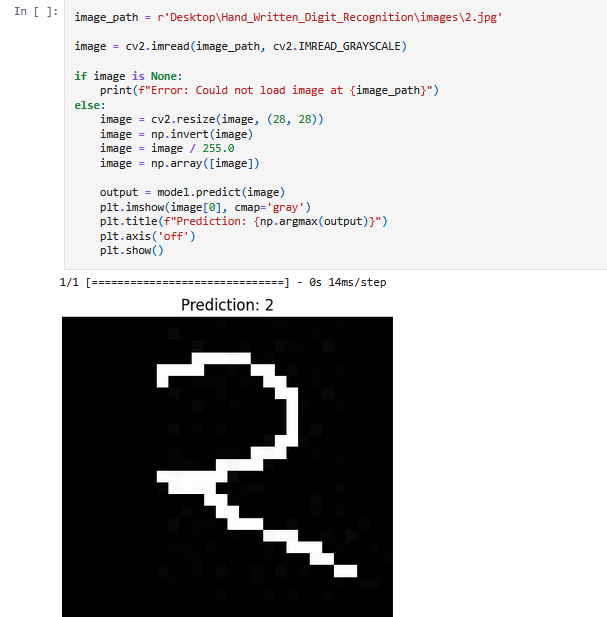 In [ ]:
image_path = r'Desktop\Hand_Written_Digit_Recognition\images\2.jpg'
image = cv2.imread(image_path, cv2.IMREAD_GRAYSCALE)
if image is None:
    print(f"Error: Could not load image at {image_path}")
else:
    image = cv2.resize(image, (28, 28))
    image = np.invert(image)
    image = image / 255.0
    image = np.array([image])
    output = model.predict(image)
    plt.imshow(image[0], cmap='gray')
    plt.title(f"Prediction: {np.argmax(output)}")
    plt.axis('off')
    plt.show()
1/1 [==============================] - 0s 14ms/step
Prediction: 2
2